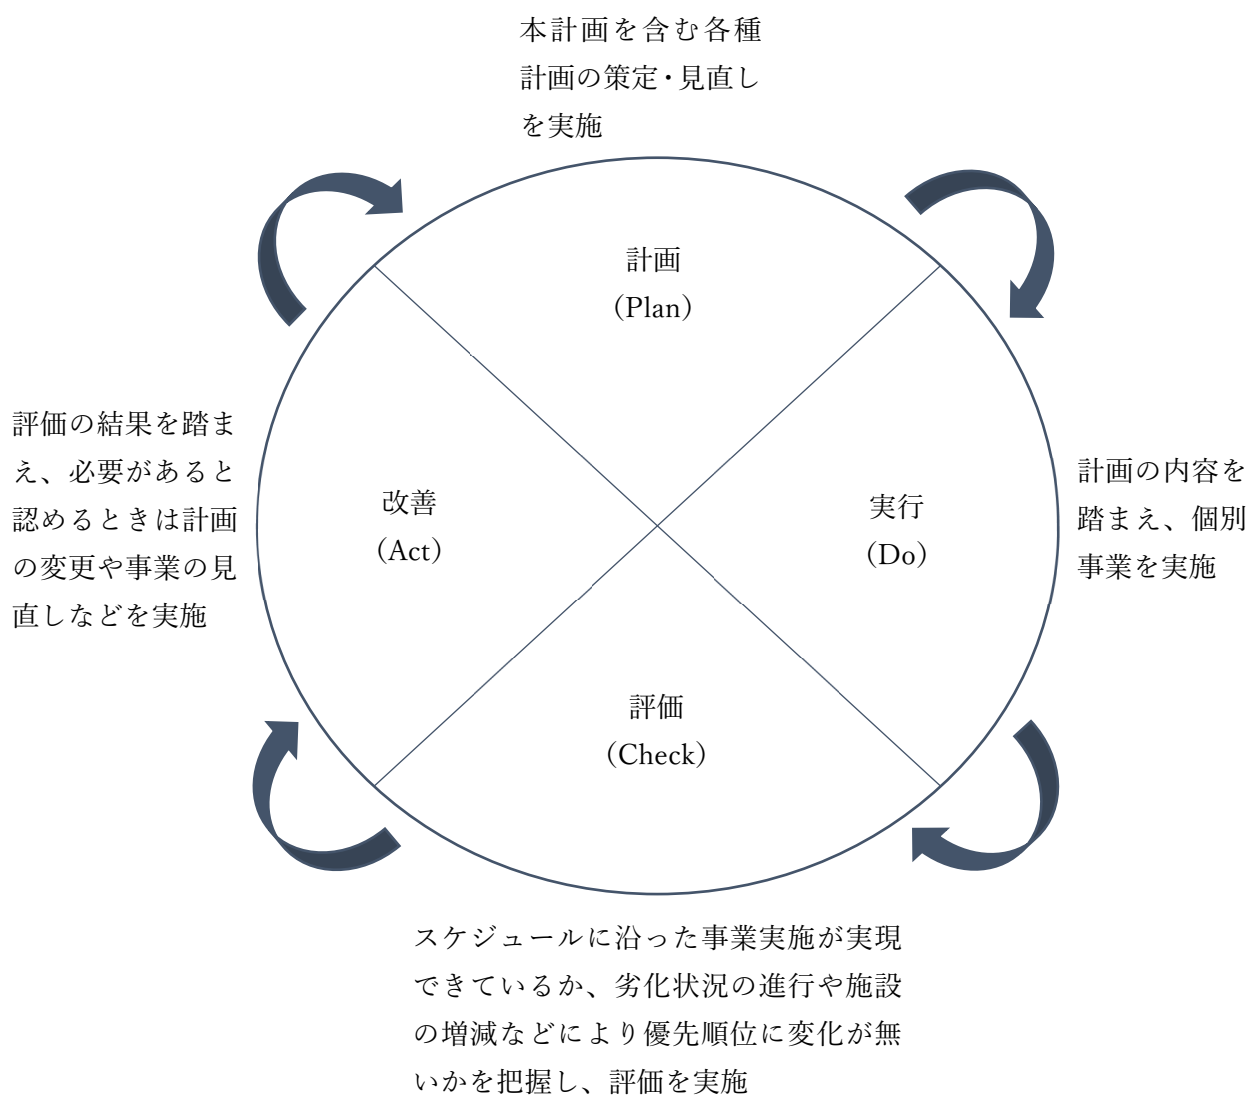 本計画を含む各種
計画の策定・見直し
を実施
計画
（Plan）
評価の結果を踏ま
え、必要があると
認めるときは計画
の変更や事業の見
直しなどを実施
改善
（Act）
実行
（Do）
計画の内容を
踏まえ、個別
事業を実施
評価
（Check）
スケジュールに沿った事業実施が実現
できているか、劣化状況の進行や施設
の増減などにより優先順位に変化が無
いかを把握し、評価を実施